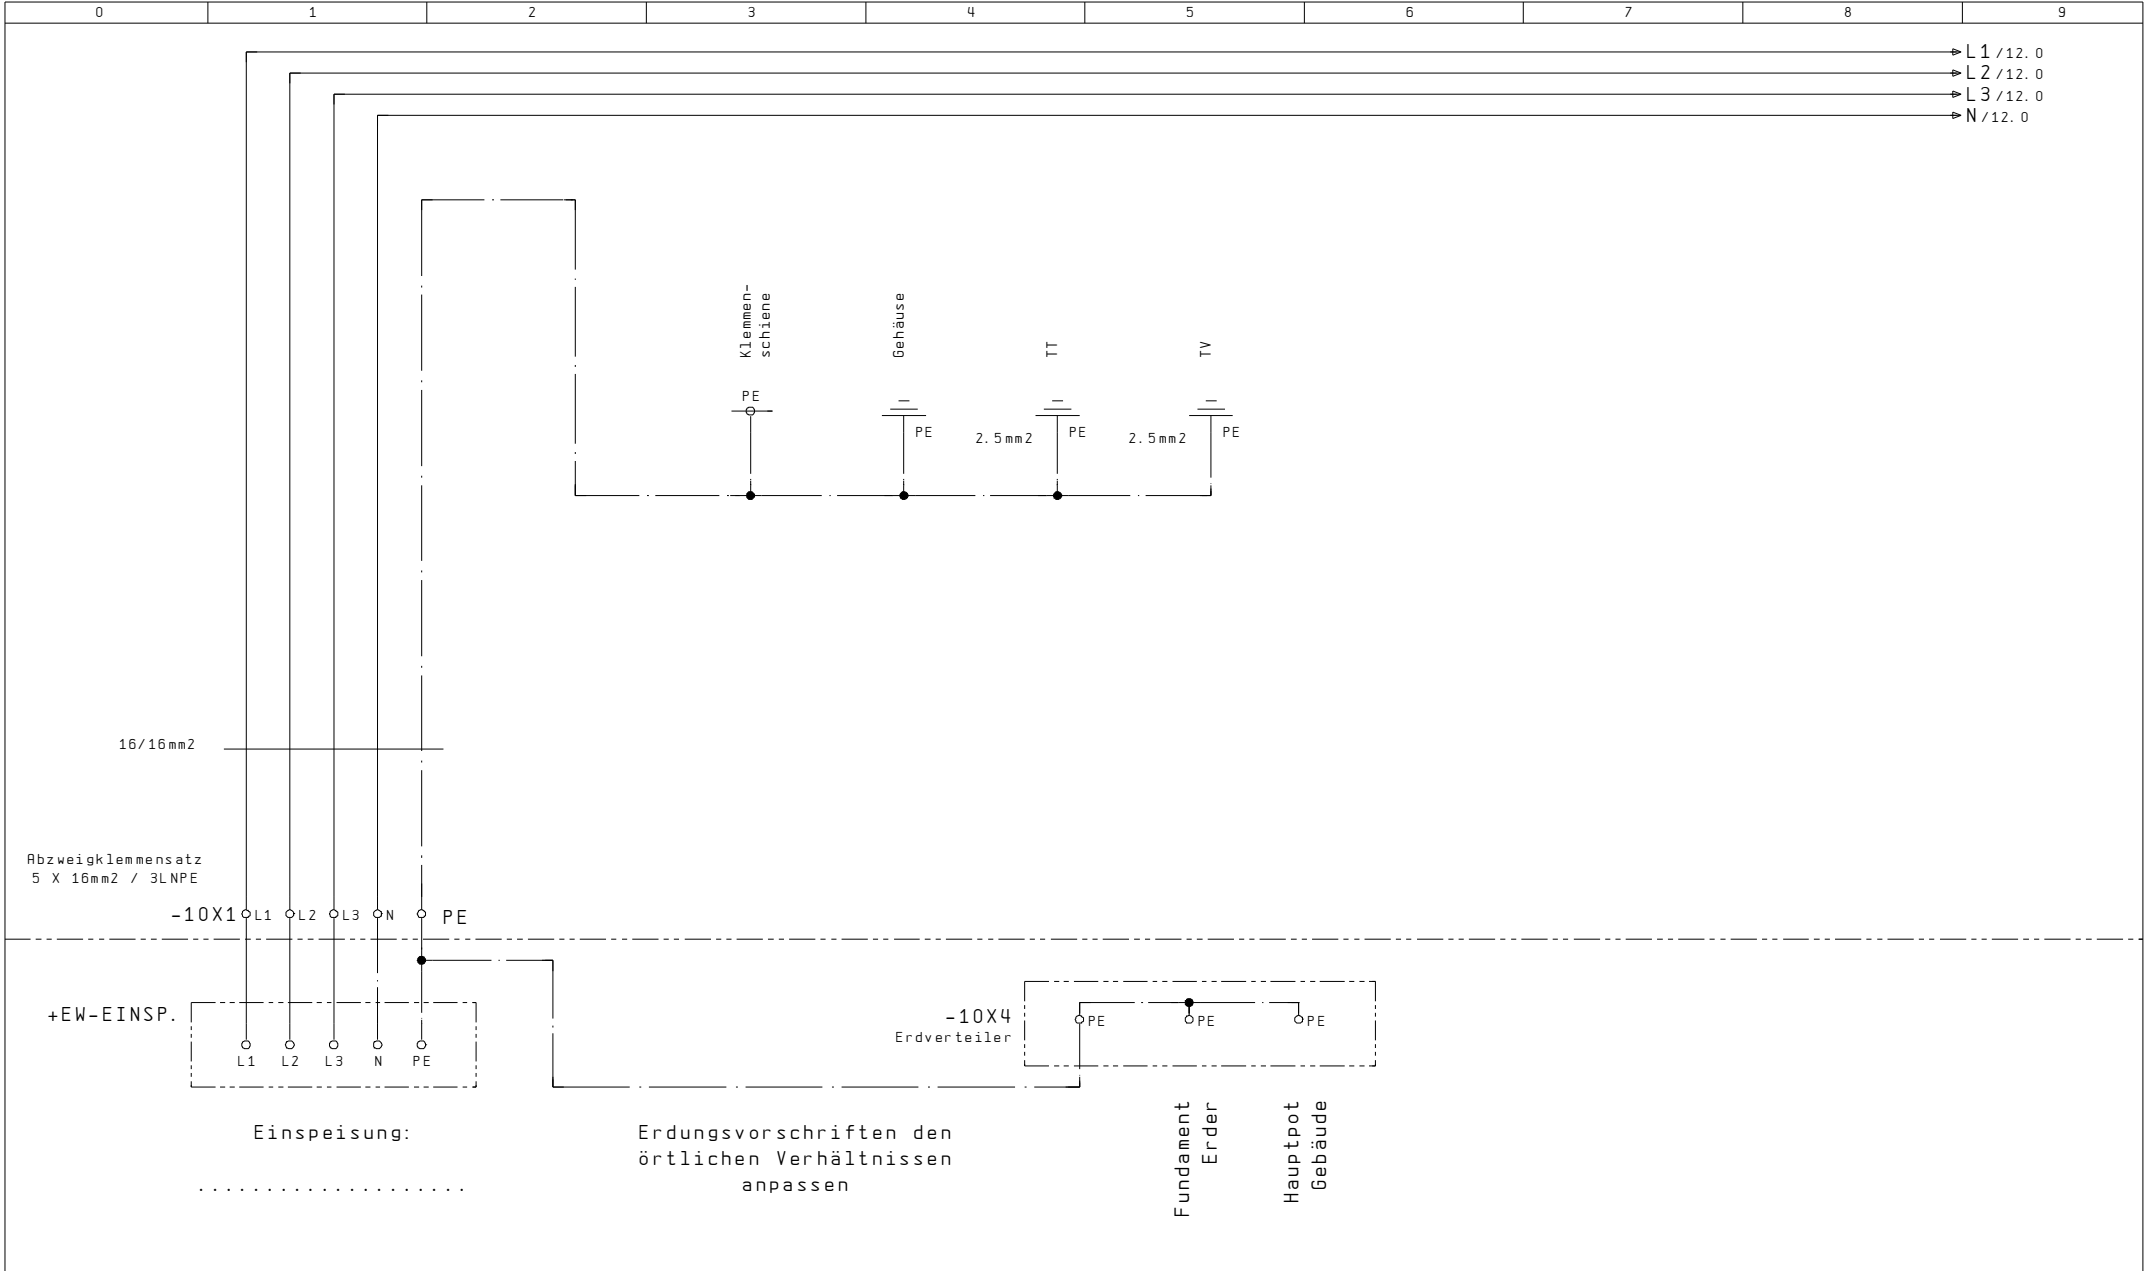 0 1 2 3 4 5 6 7 8 9
L1/12.0
L2/12.0
L3/12.0
N/12.0
Klemmen-
schiene
Gehäuse
TT
TV
PE
PE
2.5mm2
PE
2.5mm2
PE
16/16mm2
Abzweigklemmensatz
5 X 16mm2 / 3LNPE
-10X1 L1 L2 L3 N PE
+EW-EINSP.
L1 L2 L3 N PE
-10X4
Erdverteiler
PE PE PE
Einspeisung:
....................
Erdungsvorschriften den
örtlichen Verhältnissen
anpassen
Fundament
Erder
Hauptpot
Gebäude